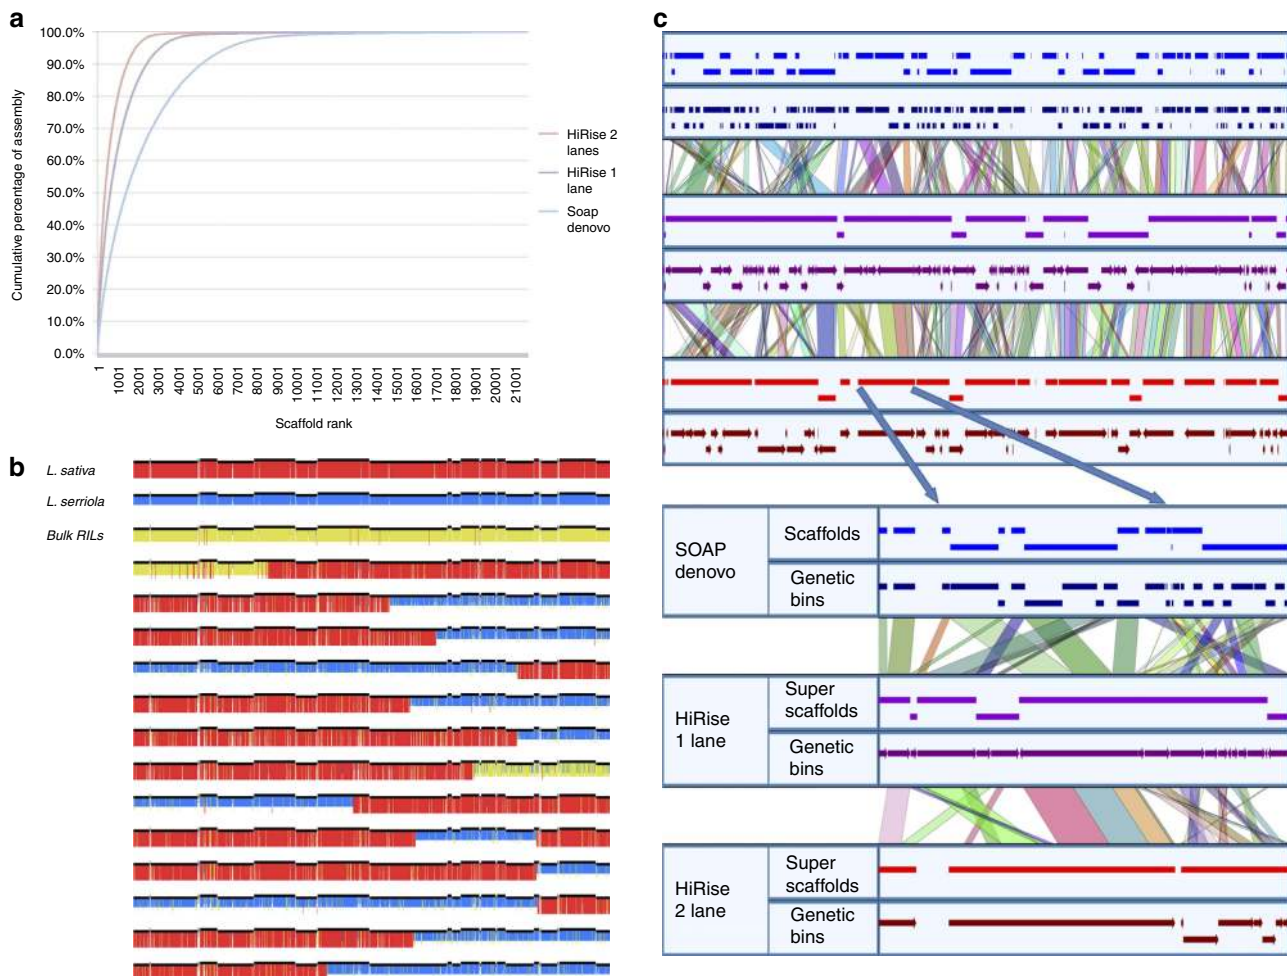 a
100.0%
90.0%
80.0%
70.0%
60.0%
50.0%
40.0%
30.0%
20.0%
10.0%
0.0%
Cumulative percentage of assembly
1
1001
2001
3001
4001
5001
6001
7001
8001
9001
10001
11001
12001
13001
14001
15001
16001
17001
18001
19001
20001
21001
Scaffold rank
HiRise 2
lanes
HiRise 1
lane
Soap
denovo
b
L. sativa
L. serriola
Bulk RILs
c
SOAP
denovo
Scaffolds
Genetic
bins
HiRise
1 lane
Super
scaffolds
Genetic
bins
HiRise
2 lane
Super
scaffolds
Genetic
bins